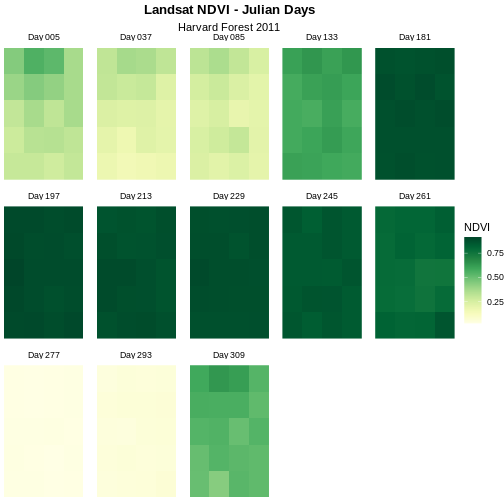 Landsat NDVI - Julian Days
Harvard Forest 2011
Day 005 Day 037 Day 085 Day 133 Day 181
Day 197 Day 213 Day 229 Day 245 Day 261
NDVI
0.75
0.50
0.25
Day 277 Day 293 Day 309